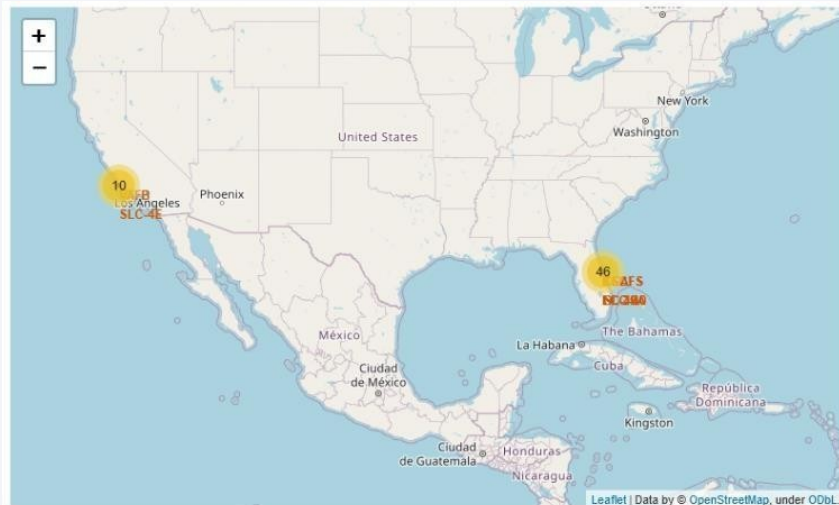 +
−
New York
Washington
United States
10
Los Angeles
SLC-4E
Phoenix
46
The Bahamas
La Habana
Cuba
México
Ciudad
de México
República
Dominicana
Kingston
Ciudad
de Guatemala
Honduras
Nicaragua
Leaflet | Data by © OpenStreetMap, under ODbL.